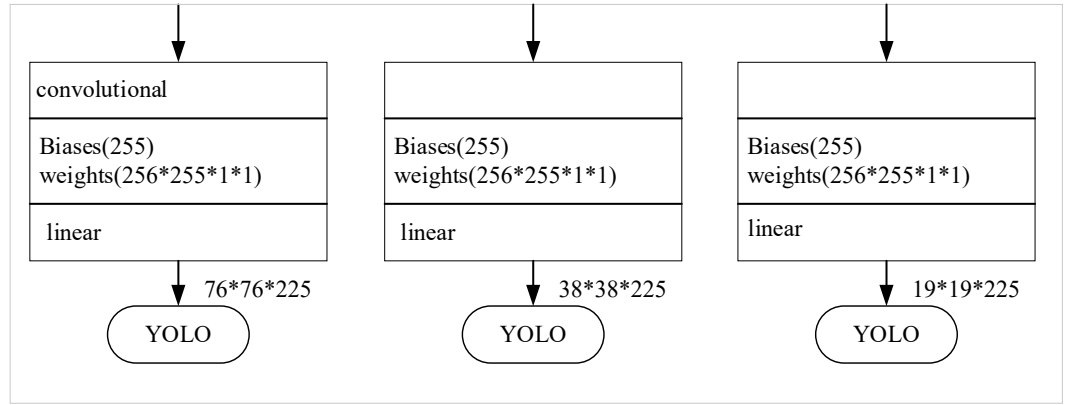 convolutional
Biases(255)
weights(256*255*1*1)
linear
76*76*225
YOLO
Biases(255)
weights(256*255*1*1)
linear
38*38*225
YOLO
Biases(255)
weights(256*255*1*1)
linear
19*19*225
YOLO